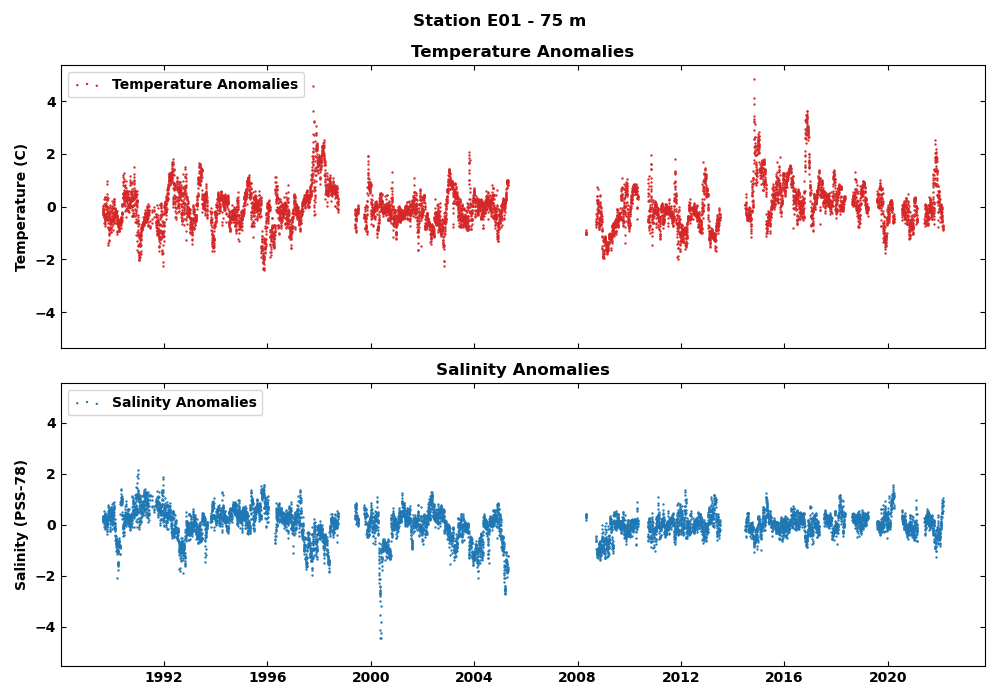 Station E01 - 75 m
Temperature Anomalies
Temperature Anomalies
4
2
0
−2
−4
Temperature (C)
Salinity Anomalies
Salinity Anomalies
4
2
0
−2
−4
Salinity (PSS-78)
1992 1996 2000 2004 2008 2012 2016 2020